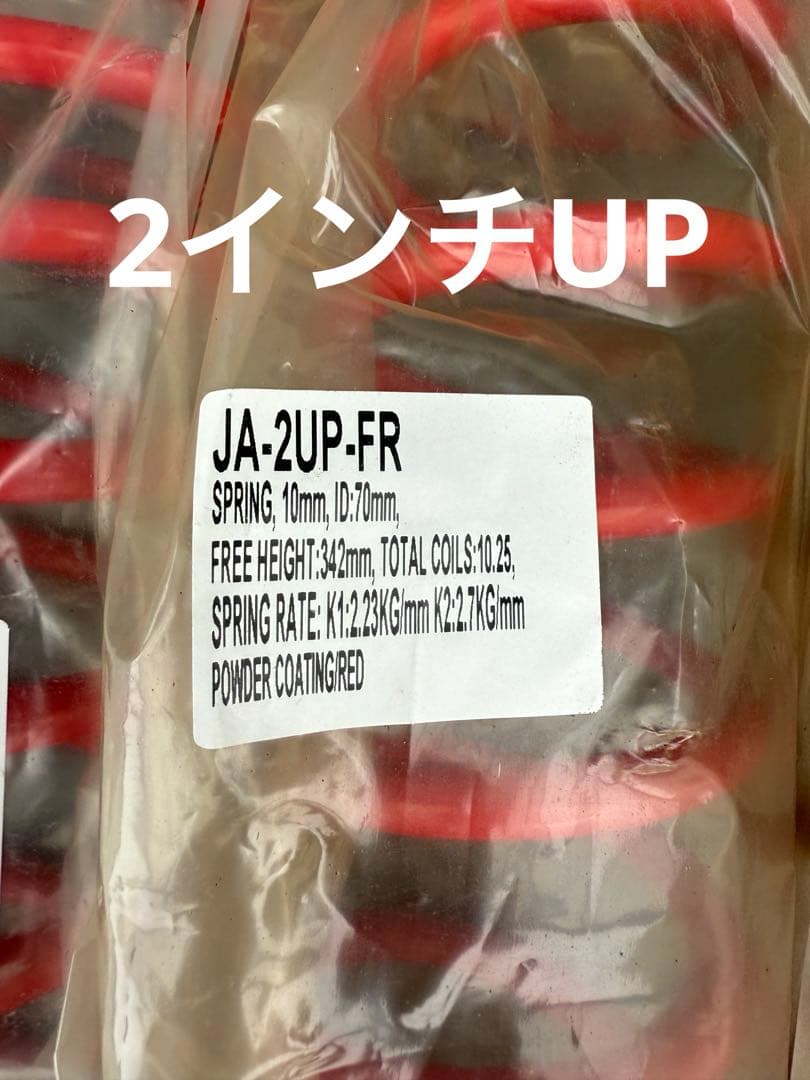 2インチUP
JA-2UP-FR
SPRING, 10mm, ID:70mm,
FREE HEIGHT:342mm, TOTAL COILS:10.25,
SPRING RATE: K1:2.23KG/mm K2:2.7KG/mm
POWDER COATING/RED